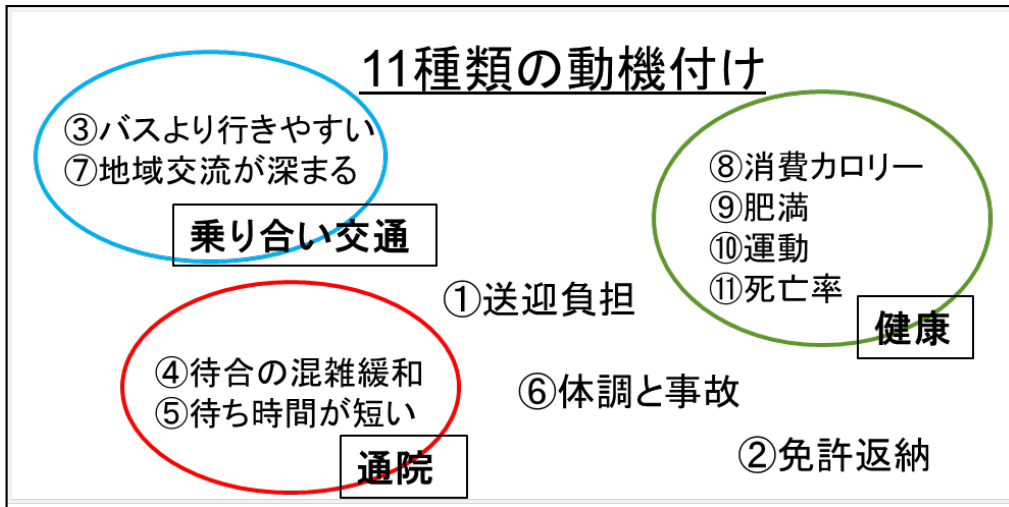 11種類の動機付け
③バスより行きやすい
⑦地域交流が深まる
乗り合い交通
⑧消費カロリー
⑨肥満
⑩運動
⑪死亡率
健康
①送迎負担
④待合の混雑緩和
⑤待ち時間が短い
通院
⑥体調と事故
②免許返納